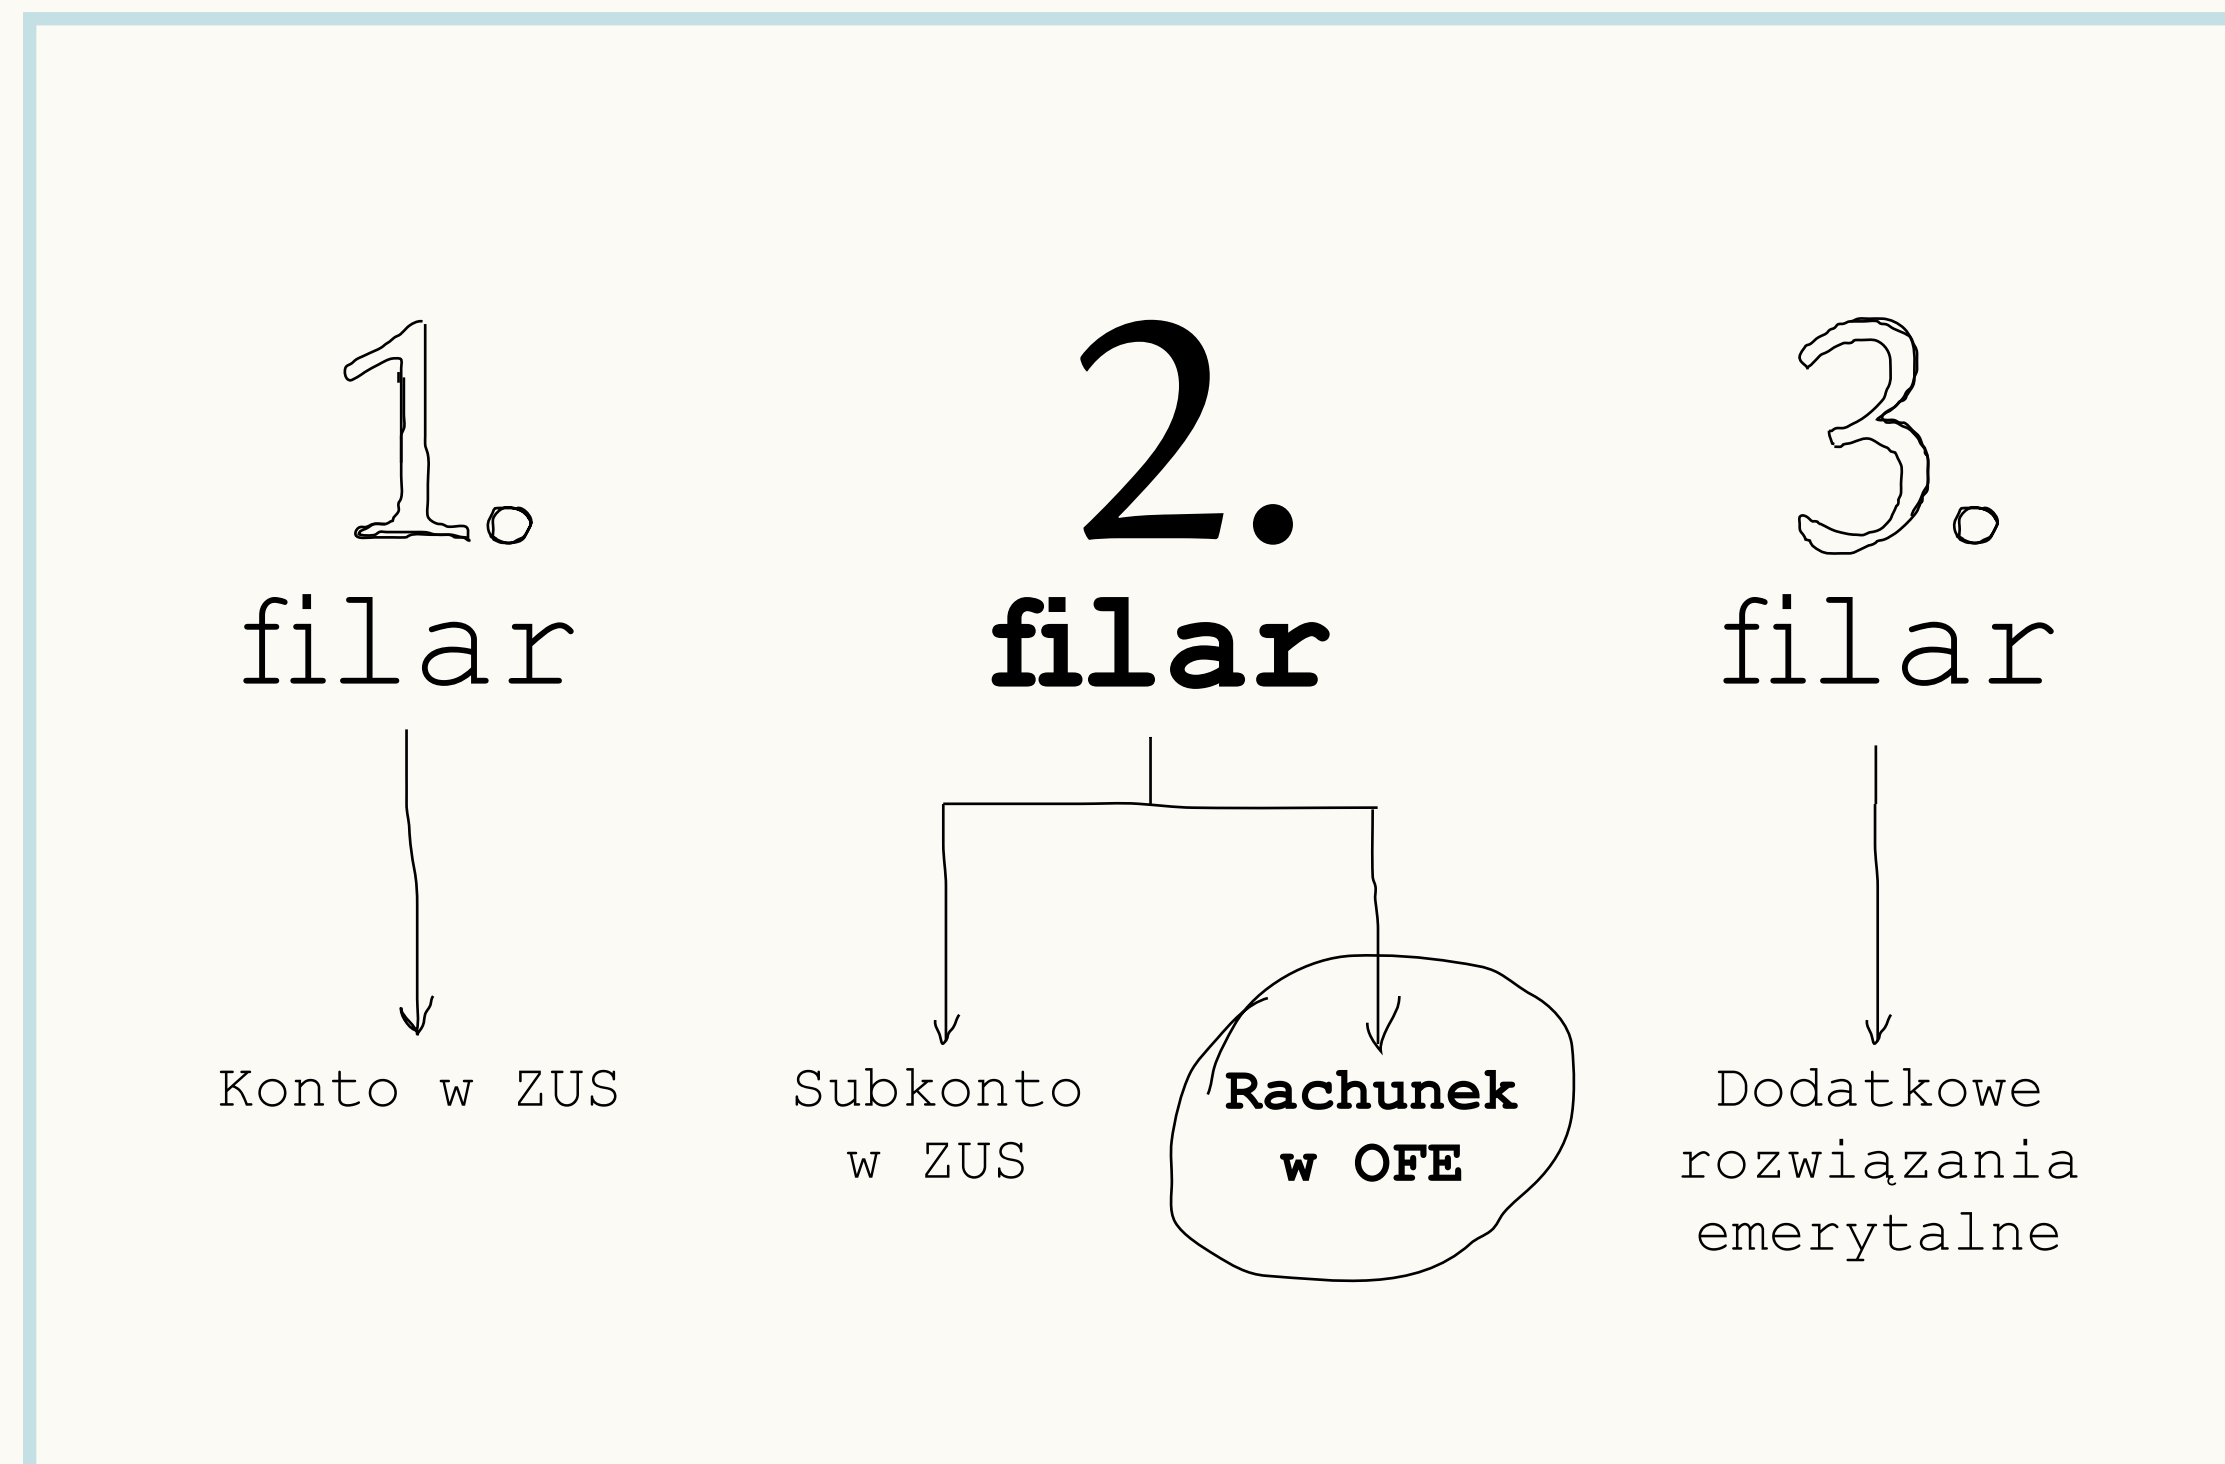 1.
filar
Konto w ZUS
2.
filar
Subkonto
w ZUS
Rachunek
w OFE
3.
filar
Dodatkowe
rozwiązania
emerytalne